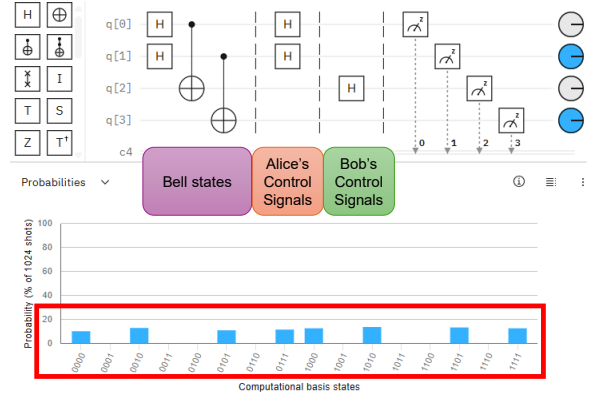 H
q[0] H H z
q[1] H H z
I q[2] H z
T S q[3] z
Z T† c4 0 1 2 3
Bell states
Alice's
Control
Signals
Bob's
Control
Signals
Probabilities
Probability (% of 1024 shots)
100
80
60
40
20
0
0000 0001 0010 0011 0100 0101 0110 0111 1000 1001 1010 1011 1100 1101 1110 1111
Computational basis states